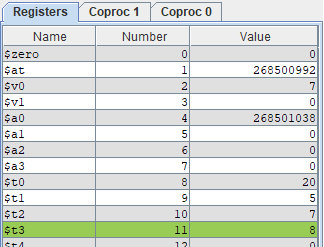 Registers Coproc 1 Coproc 0
Name Number Value
$zero 0 0
$at 1 268500992
$v0 2 7
$v1 3 0
$a0 4 268501038
$a1 5 0
$a2 6 0
$a3 7 0
$t0 8 20
$t1 9 5
$t2 10 7
$t3 11 8
$t4 12 0